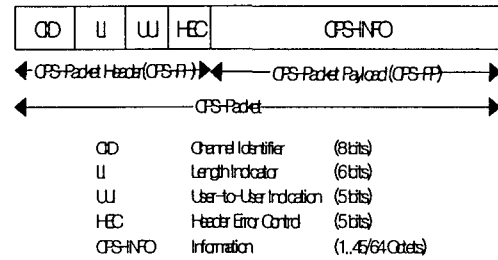 CID LI UUI HEC CPS-INFO
CPS-Packet Header(CPS-PH) CPS-Packet Payload(CPS-PP)
CPS-Packet
CID Channel Identifier (8bits)
LI Length Indicator (6bits)
UUI User-to-User Indication (5bits)
HEC Header Error Control (5bits)
CPS-INFO Information (1..45/64 Octets)